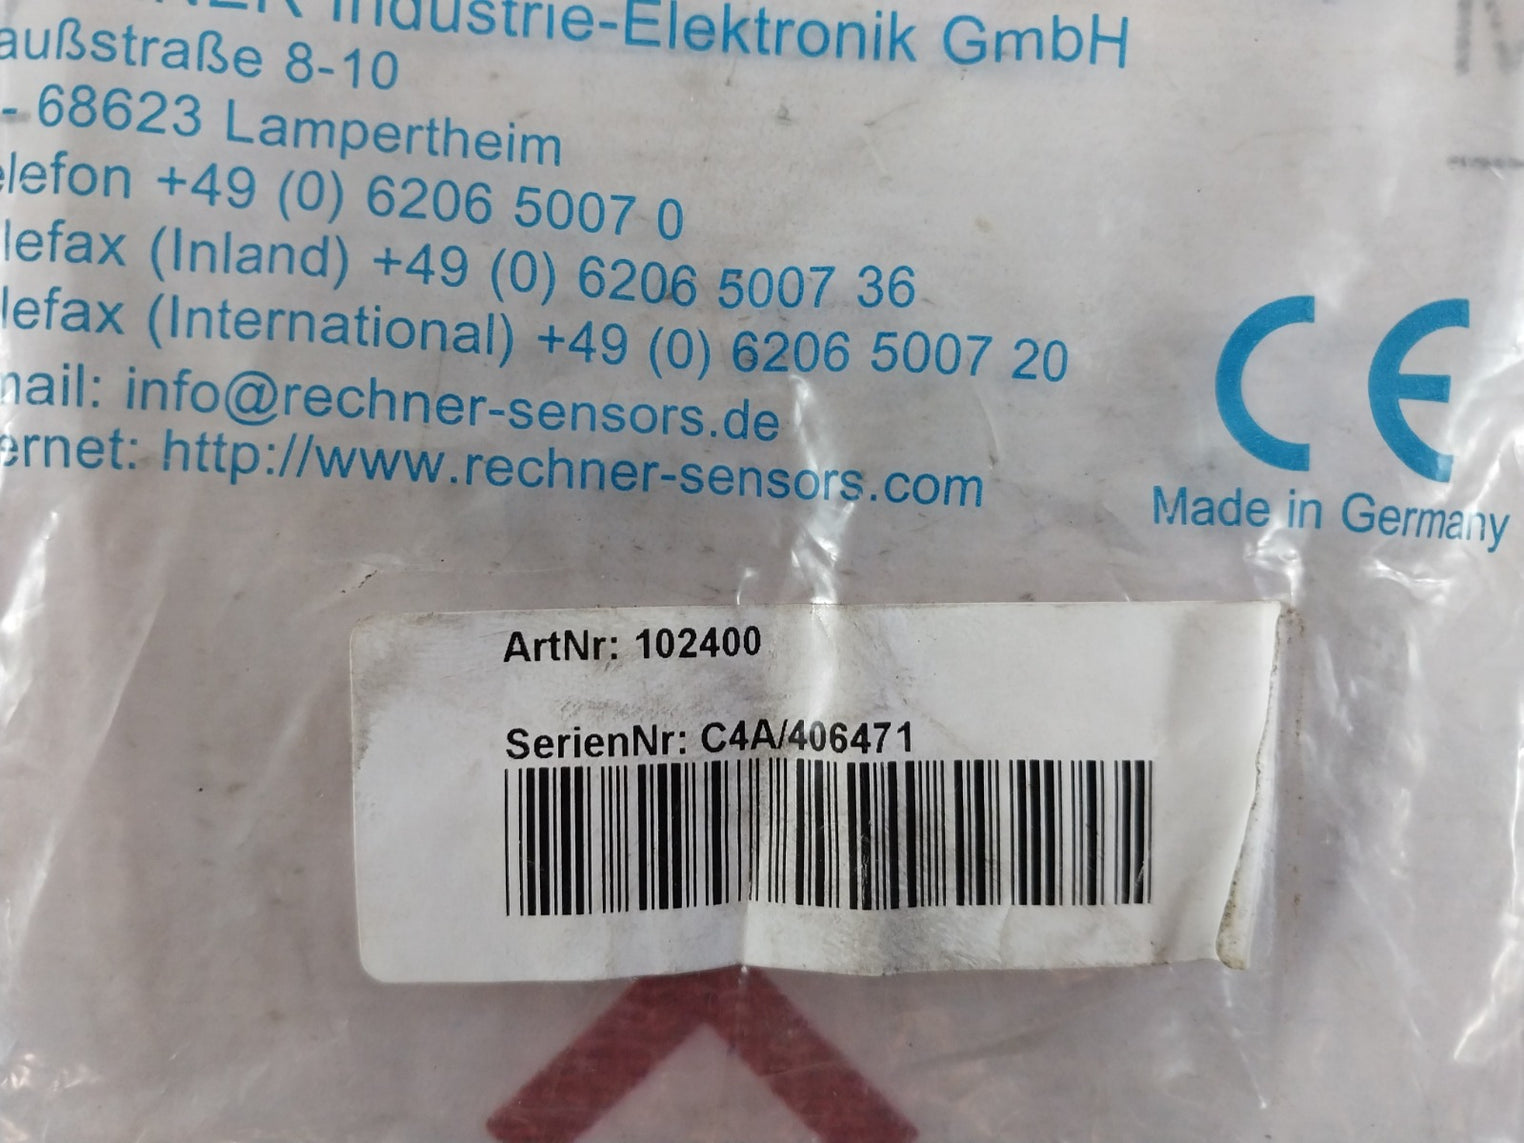 Industrie-Elektronik GmbH
außstraße 8-10
- 68623 Lampertheim
elefon +49 (0) 6206 5007 0
lefax (Inland) +49 (0) 6206 5007 36
lefax (International) +49 (0) 6206 5007 20
mail: info@rechner-sensors.de
ernet: http://www.rechner-sensors.com
CE
Made in Germany
ArtNr: 102400
SerienNr: C4A/406471